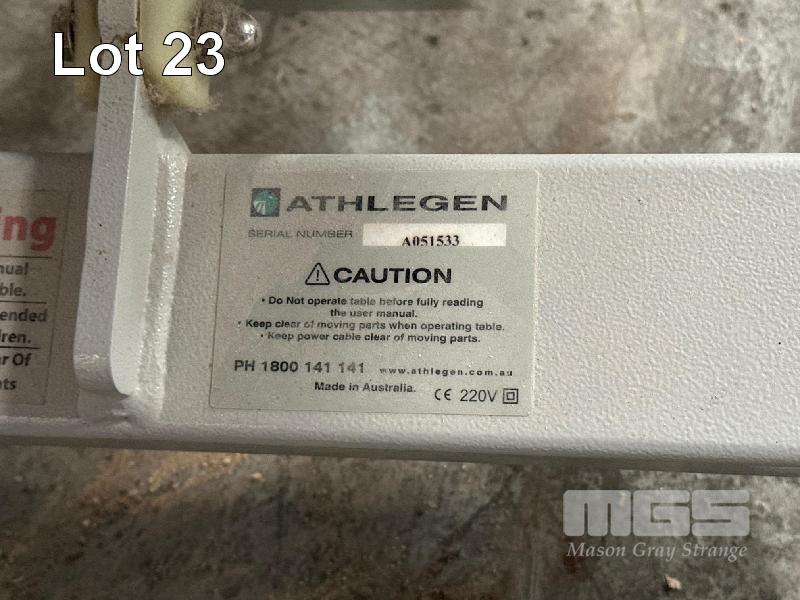 Lot 23
ATHLEGEN
SERIAL NUMBER A051533
CAUTION
• Do Not operate table before fully reading
the user manual.
• Keep clear of moving parts when operating table.
• Keep power cable clear of moving parts.
PH 1800 141 141 www.athlegen.com.au
Made in Australia. CE 220V
ing
nual
ble.
ended
dren.
r Of
nts
MGS
Mason Gray Strange